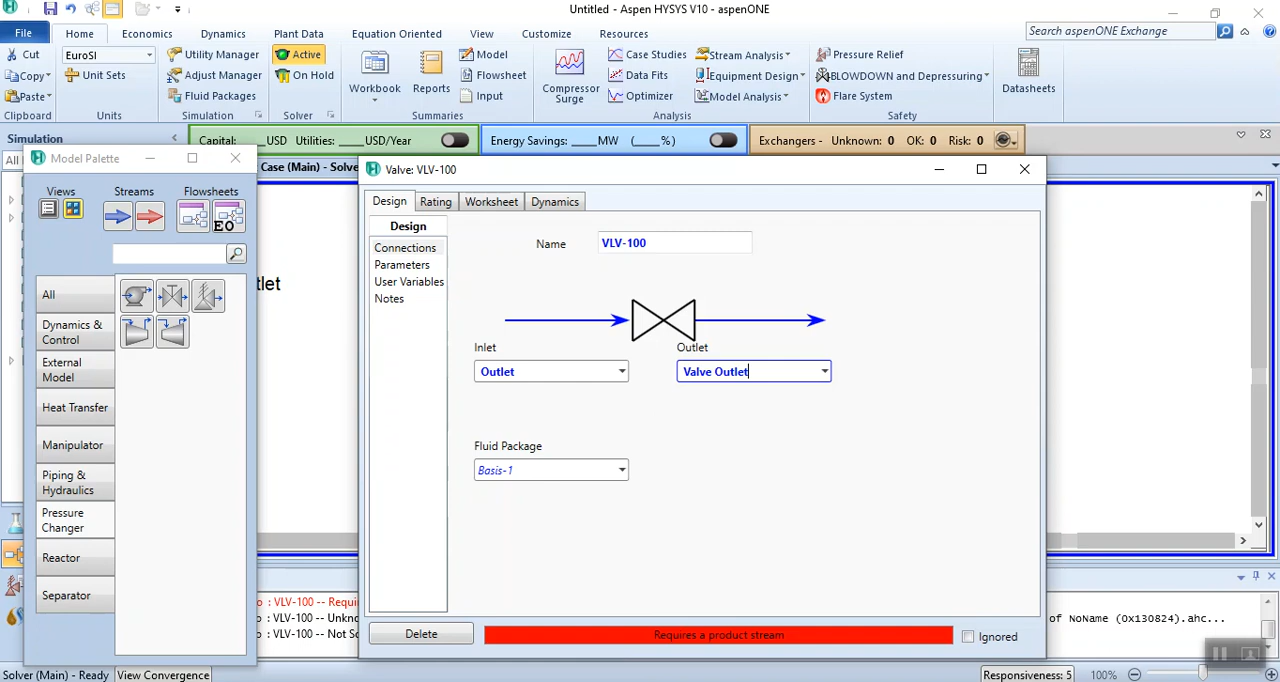 Untitled - Aspen HYSYS V10 - aspenONE
File Home Economics Dynamics Plant Data Equation Oriented View Customize Resources Search aspenONE Exchange
Cut EuroSI Utility Manager Active Model Case Studies Stream Analysis Pressure Relief
Copy Unit Sets Adjust Manager On Hold Workbook Reports Flowsheet Compressor Surge Data Fits Equipment Design BLOWDOWN and Depressuring Datasheets
Paste Fluid Packages Input Optimizer Model Analysis Flare System
Clipboard Units Simulation Solver Summaries Analysis Safety
Simulation Capital: ____USD Utilities: ____USD/Year Energy Savings: ____MW (____%) Exchangers - Unknown: 0 OK: 0 Risk: 0
Model Palette
Case (Main) - Solve
Valve: VLV-100
Views Streams Flowsheets
EO
Design Rating Worksheet Dynamics
Design
Connections
Parameters
User Variables
Notes
Name VLV-100
tlet
Inlet Outlet
Outlet Valve Outlet
Fluid Package
Basis-1
All
Dynamics & Control
External Model
Heat Transfer
Manipulator
Piping & Hydraulics
Pressure Changer
Reactor
Separator
Delete Requires a product stream Ignored
o : VLV-100 -- Requi
o : VLV-100 -- Unkn
o : VLV-100 -- Not So
of NoName (0x130824).ahc...
Solver (Main) - Ready View Convergence Responsiveness: 5 100%